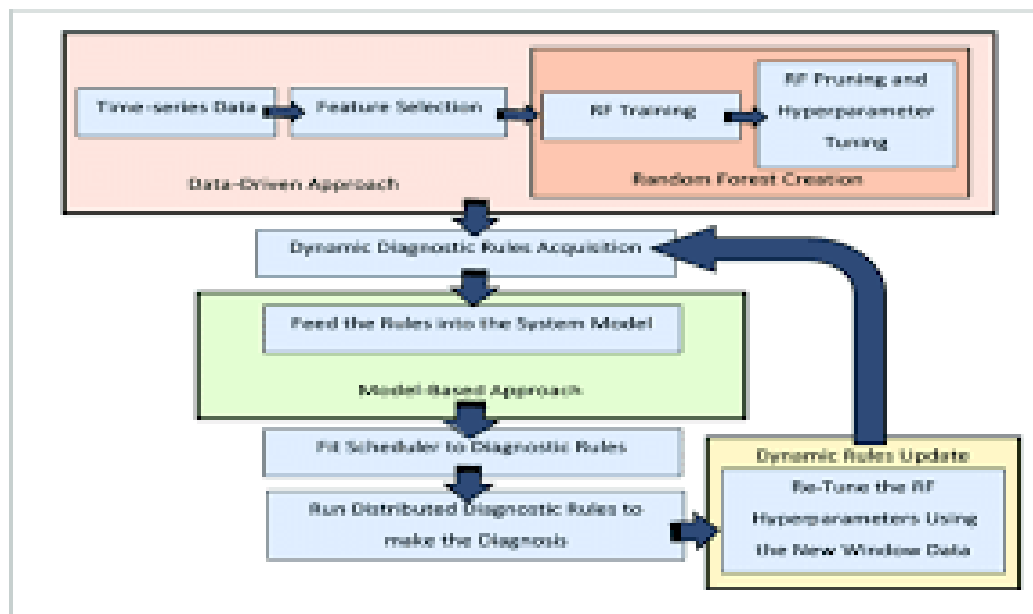 Time-series Data
Feature Selection
RF Training
RF Pruning and
Hyperparameter
Tuning
Data-Driven Approach
Random Forest Creation
Dynamic Diagnostic Rules Acquisition
Feed the Rules into the System Model
Model-Based Approach
Fit Scheduler to Diagnostic Rules
Run Distributed Diagnostic Rules to
make the Diagnosis
Dynamic Rules Update
Re-Tune the RF
Hyperparameters Using
the New Window Data